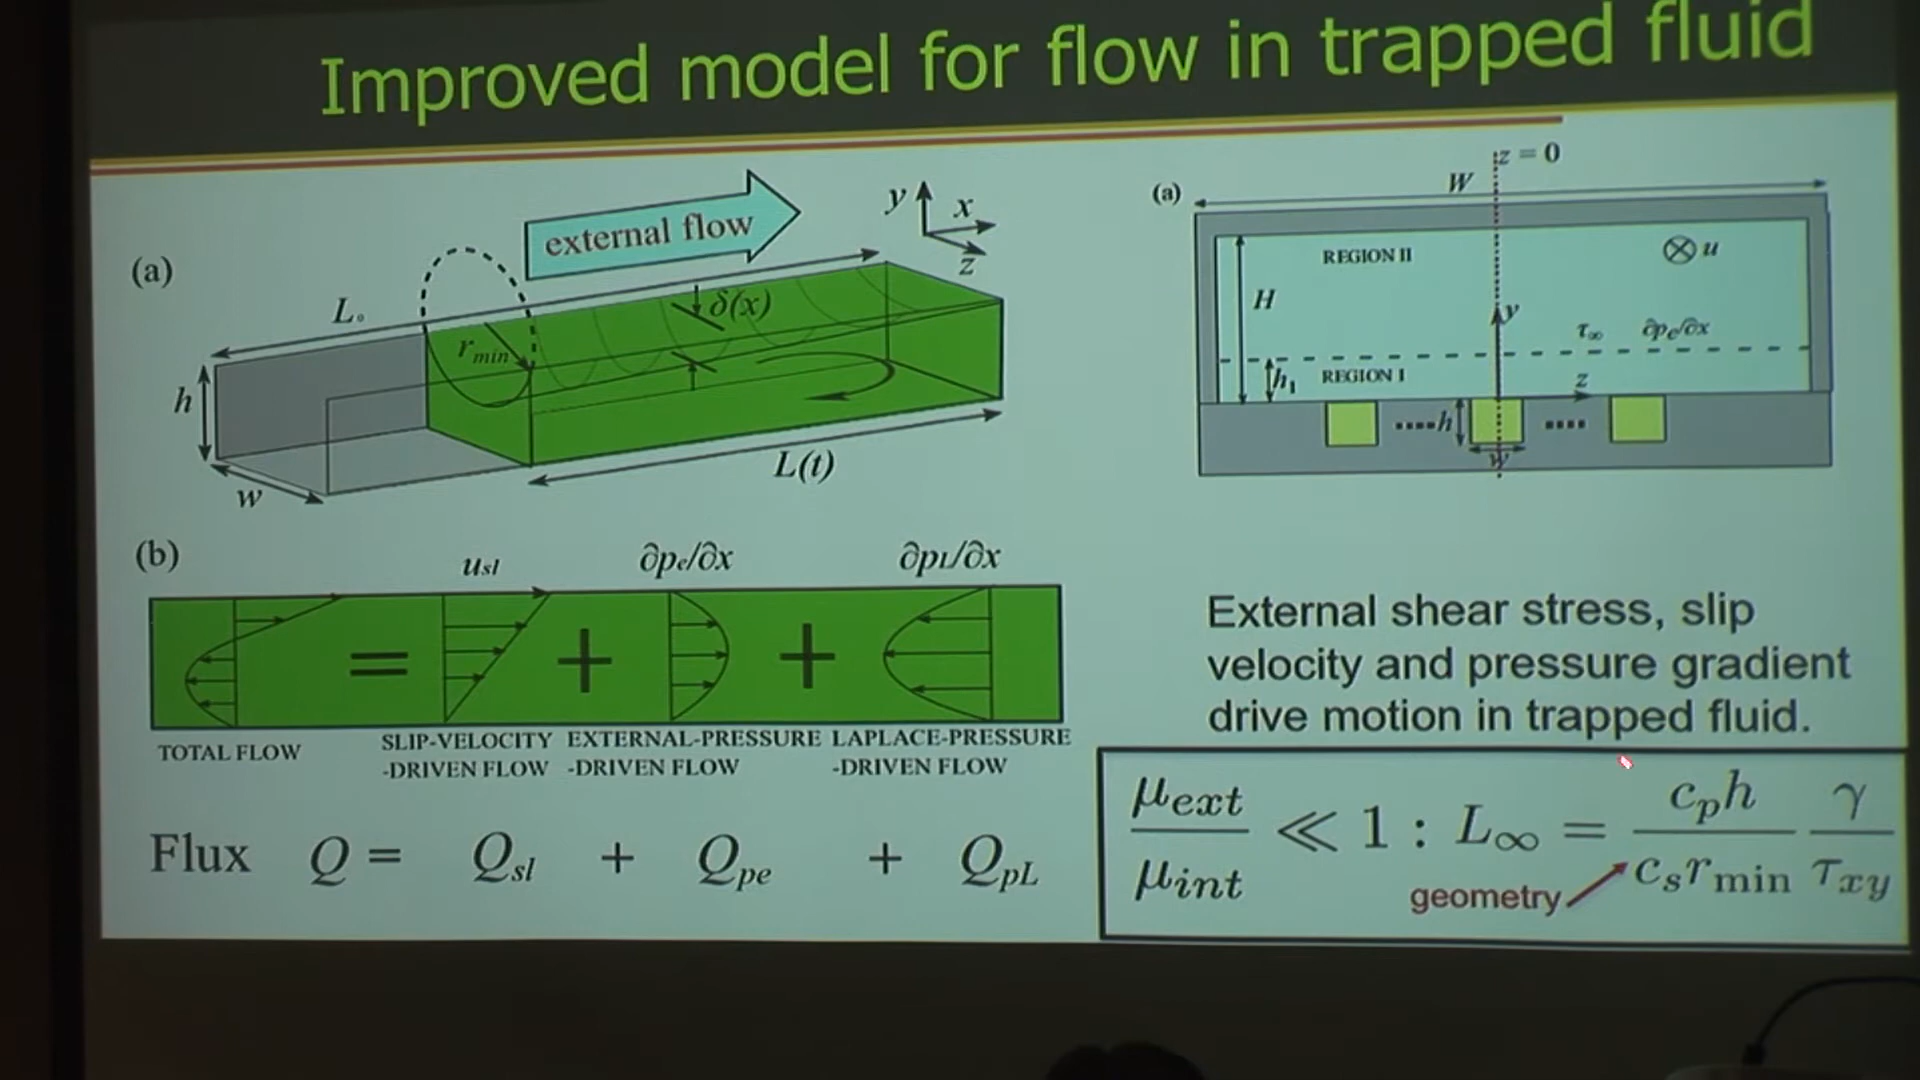 Improved model for flow in trapped fluid
(a)
external flow
y
x
z
L₀
δ(x)
r_min
h
w
L(t)
(a)
z = 0
W
REGION II
u
H
y
τ∞
∂pₑ/∂x
h₁
REGION I
z
h
w
(b)
u_sl
∂pₑ/∂x
∂p_L/∂x
= + +
TOTAL FLOW
SLIP-VELOCITY
-DRIVEN FLOW
EXTERNAL-PRESSURE
-DRIVEN FLOW
LAPLACE-PRESSURE
-DRIVEN FLOW
Flux Q = Q_sl + Q_pe + Q_pL
External shear stress, slip
velocity and pressure gradient
drive motion in trapped fluid.
μ_ext/μ_int ≪ 1 : L∞ = c_p h/c_s r_min γ/τ_xy
geometry